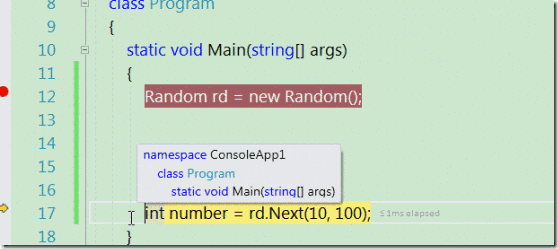 8 class Program
9 {
10 static void Main(string[] args)
11 {
12 Random rd = new Random();
13
14
namespace ConsoleApp1
15
class Program
16
static void Main(string[] args)
17 int number = rd.Next(10, 100); ≤1ms elapsed
18 }